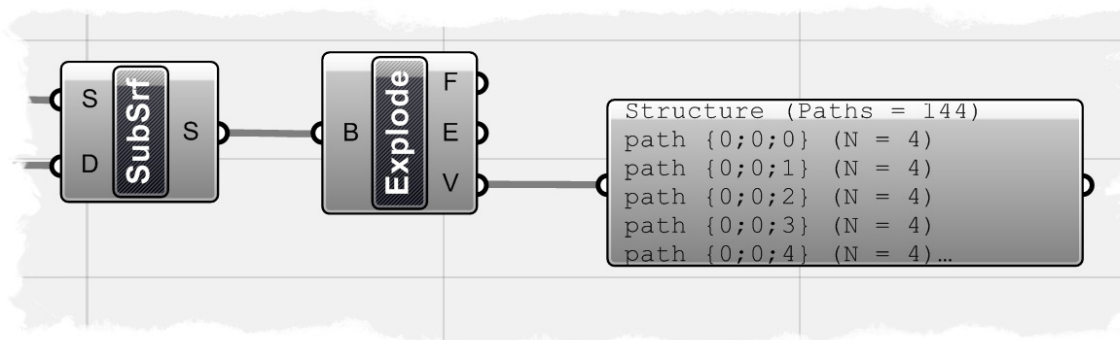 S
D
SubSrf
S
B
Explode
F
E
V
Structure (Paths = 144)
path {0;0;0} (N = 4)
path {0;0;1} (N = 4)
path {0;0;2} (N = 4)
path {0;0;3} (N = 4)
path {0;0;4} (N = 4)…